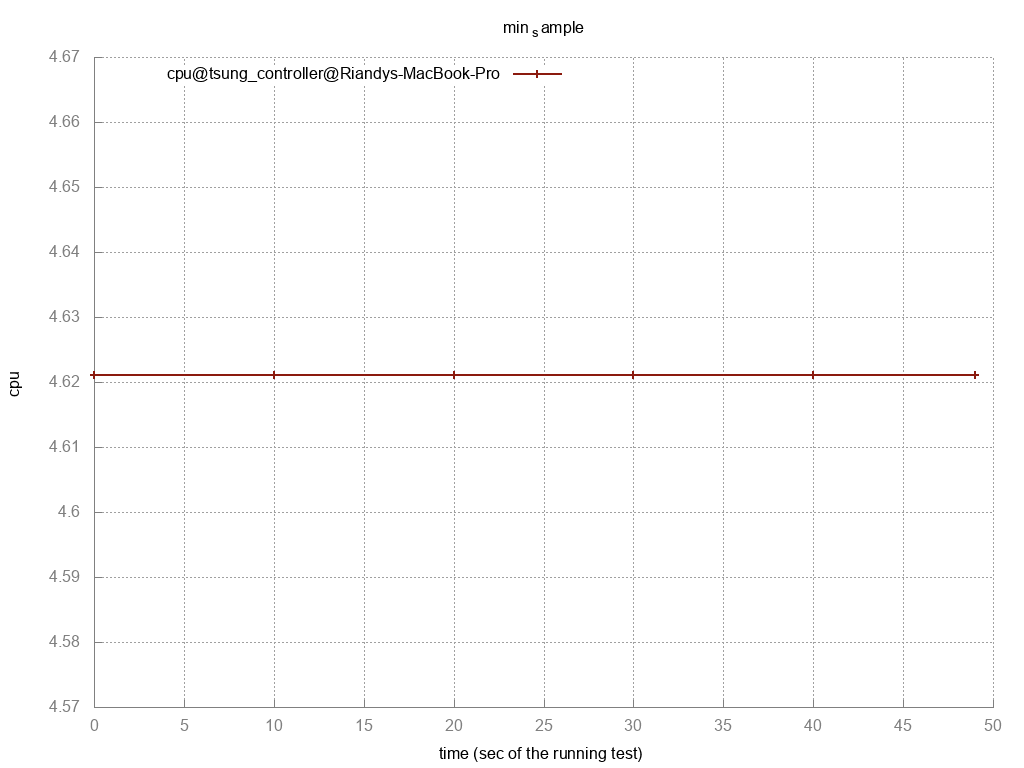 min s ample
4.67
cpu@tsung_controller@Riandys-MacBook-Pro
4.66
4.65
4.64
4.63
4.62
4.61
4.6
4.59
4.58
4.57
cpu
0 5 10 15 20 25 30 35 40 45 50
time (sec of the running test)